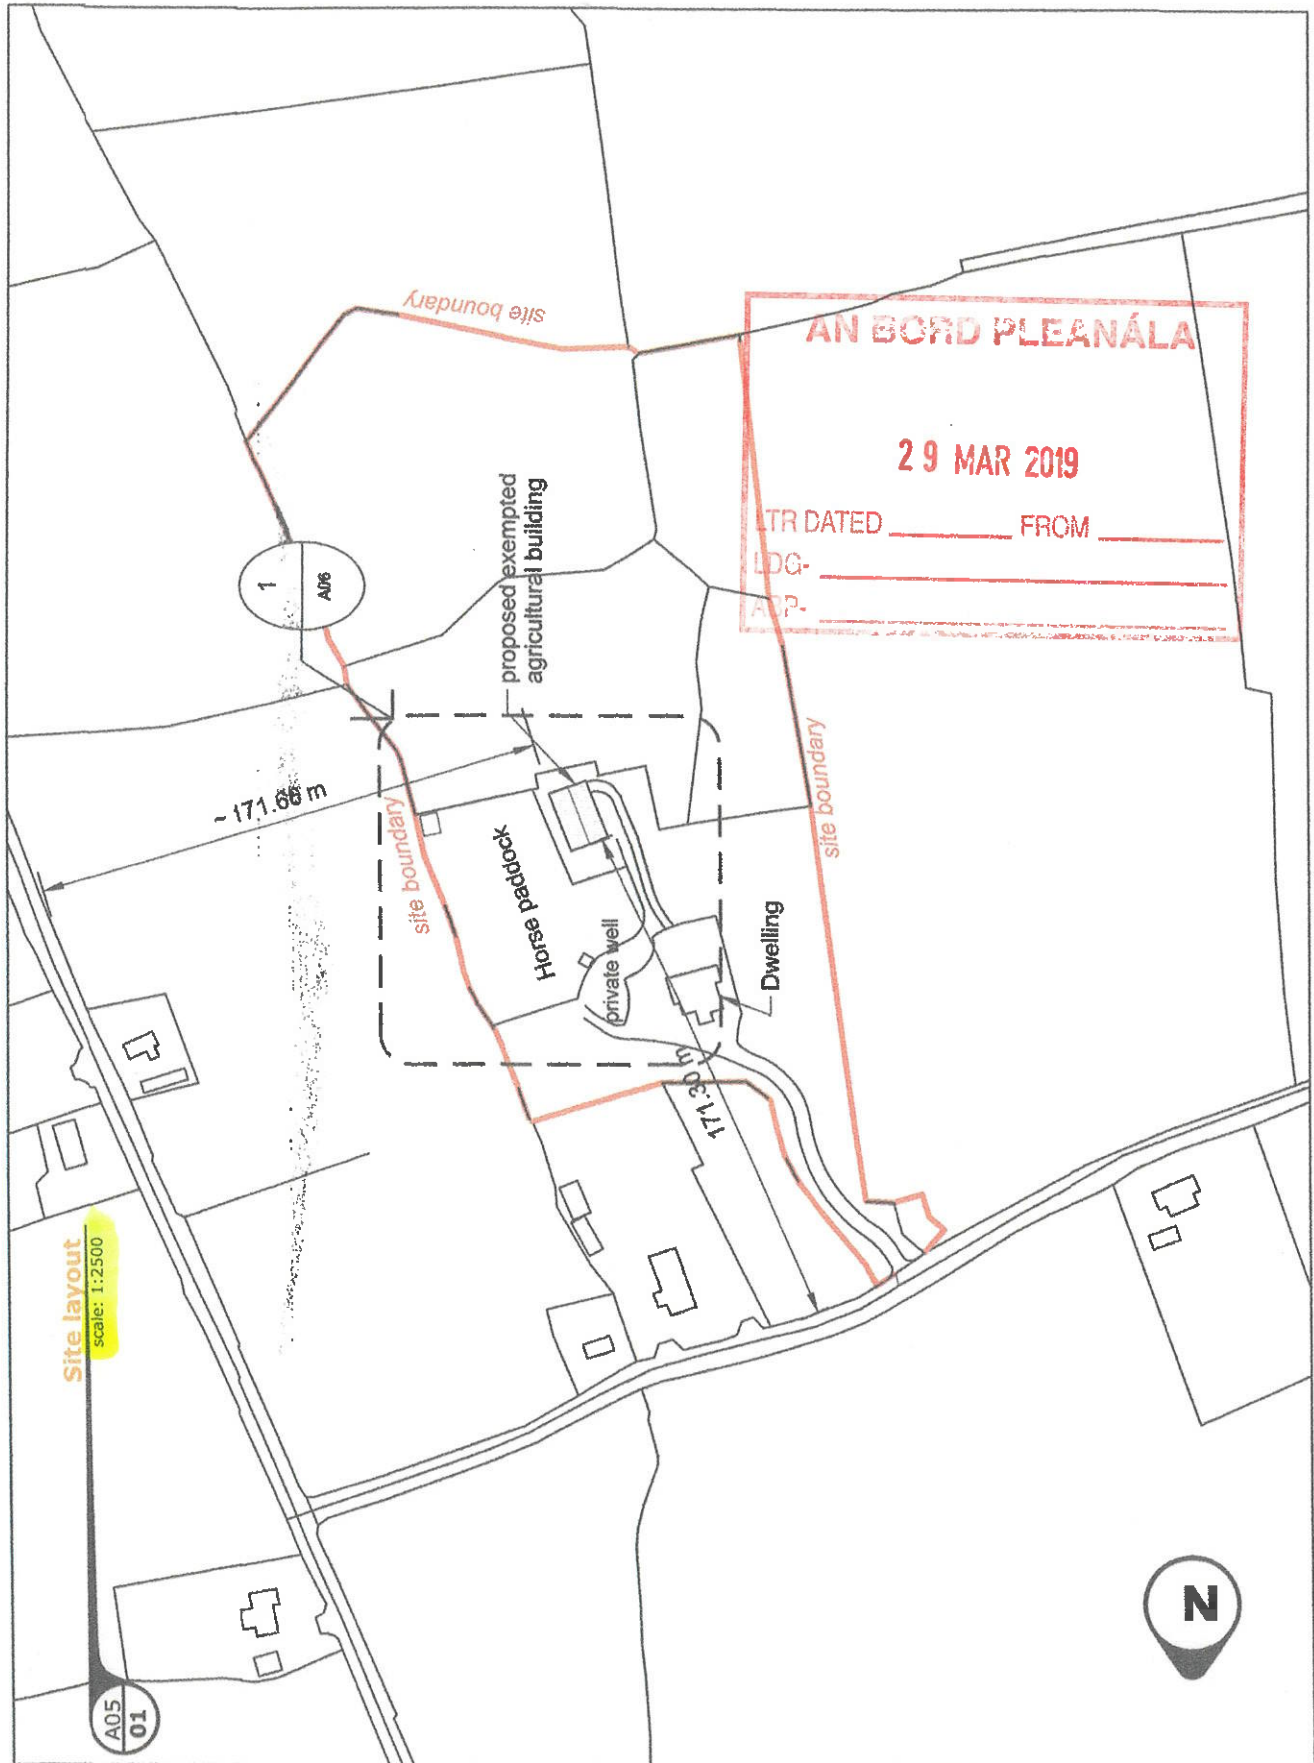 Site layout
scale: 1:2500
A05
01
site boundary
1
A06
~171.66 m
proposed exempted
agricultural building
site boundary
Horse paddock
private well
Dwelling
171.30 m
site boundary
AN BORD PLEANÁLA
29 MAR 2019
LTR DATED FROM
LDG-
ABP-
N